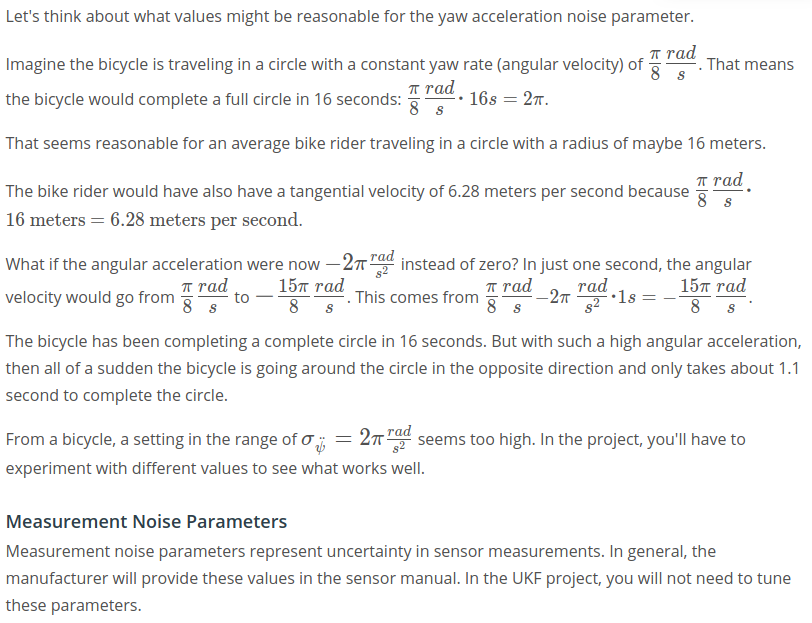 Let's think about what values might be reasonable for the yaw acceleration noise parameter.
Imagine the bicycle is traveling in a circle with a constant yaw rate (angular velocity) of $\frac{\pi}{8} \frac{rad}{s}$. That means
the bicycle would complete a full circle in 16 seconds: $\frac{\pi}{8} \frac{rad}{s} \cdot 16s = 2\pi$.
That seems reasonable for an average bike rider traveling in a circle with a radius of maybe 16 meters.
The bike rider would have also have a tangential velocity of 6.28 meters per second because $\frac{\pi}{8} \frac{rad}{s} \cdot$
16 meters = 6.28 meters per second.
What if the angular acceleration were now $-2\pi \frac{rad}{s^2}$ instead of zero? In just one second, the angular
velocity would go from $\frac{\pi}{8} \frac{rad}{s}$ to $-\frac{15\pi}{8} \frac{rad}{s}$. This comes from $\frac{\pi}{8} \frac{rad}{s} - 2\pi \frac{rad}{s^2} \cdot 1s = -\frac{15\pi}{8} \frac{rad}{s}$.
The bicycle has been completing a complete circle in 16 seconds. But with such a high angular acceleration,
then all of a sudden the bicycle is going around the circle in the opposite direction and only takes about 1.1
second to complete the circle.
From a bicycle, a setting in the range of $\sigma_{\ddot{\psi}} = 2\pi \frac{rad}{s^2}$ seems too high. In the project, you'll have to
experiment with different values to see what works well.
Measurement Noise Parameters
Measurement noise parameters represent uncertainty in sensor measurements. In general, the
manufacturer will provide these values in the sensor manual. In the UKF project, you will not need to tune
these parameters.